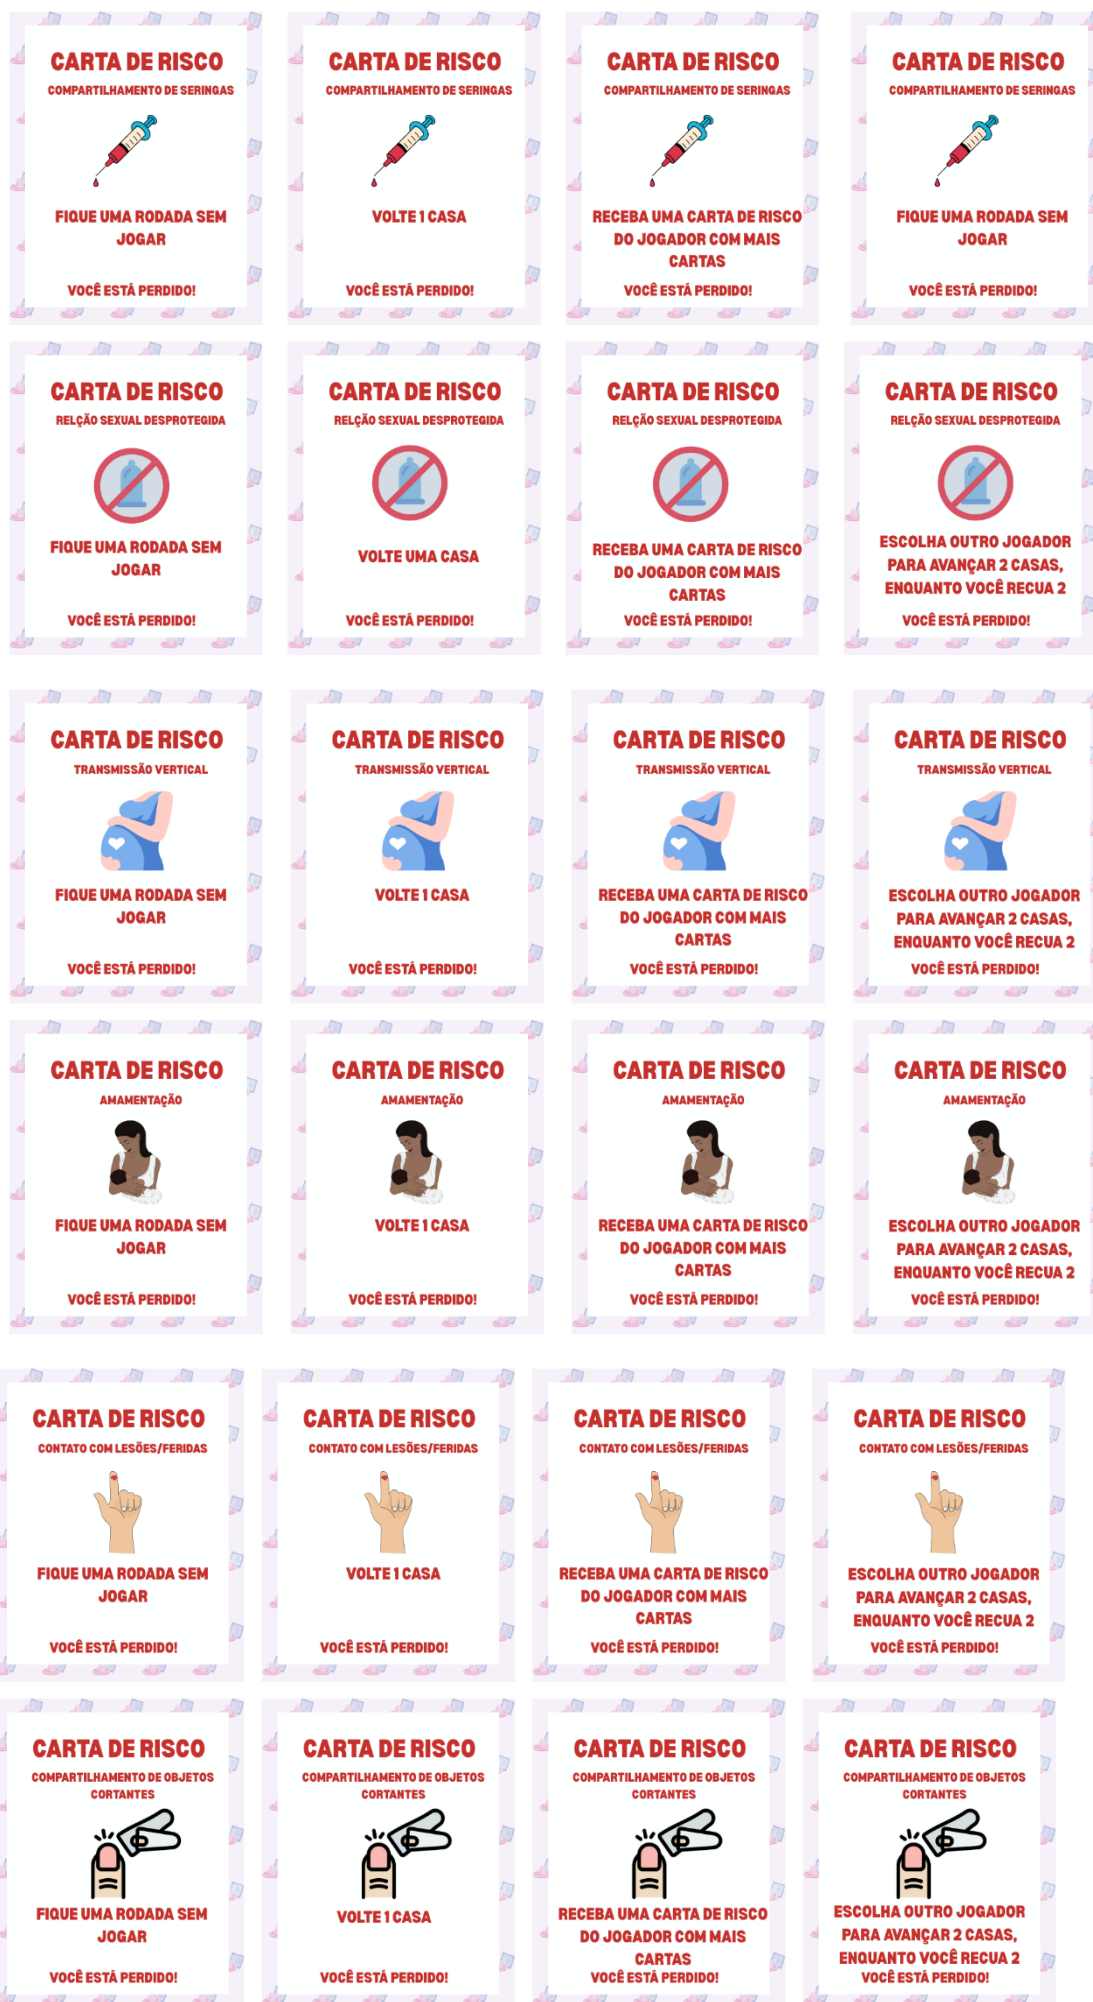 CARTA DE RISCO
COMPARTILHAMENTO DE SERINGAS
FIQUE UMA RODADA SEM
JOGAR
VOCÊ ESTÁ PERDIDO!
CARTA DE RISCO
COMPARTILHAMENTO DE SERINGAS
VOLTE 1 CASA
VOCÊ ESTÁ PERDIDO!
CARTA DE RISCO
COMPARTILHAMENTO DE SERINGAS
RECEBA UMA CARTA DE RISCO
DO JOGADOR COM MAIS
CARTAS
VOCÊ ESTÁ PERDIDO!
CARTA DE RISCO
COMPARTILHAMENTO DE SERINGAS
FIQUE UMA RODADA SEM
JOGAR
VOCÊ ESTÁ PERDIDO!
CARTA DE RISCO
RELÇÃO SEXUAL DESPROTEGIDA
FIQUE UMA RODADA SEM
JOGAR
VOCÊ ESTÁ PERDIDO!
CARTA DE RISCO
RELÇÃO SEXUAL DESPROTEGIDA
VOLTE UMA CASA
VOCÊ ESTÁ PERDIDO!
CARTA DE RISCO
RELÇÃO SEXUAL DESPROTEGIDA
RECEBA UMA CARTA DE RISCO
DO JOGADOR COM MAIS
CARTAS
VOCÊ ESTÁ PERDIDO!
CARTA DE RISCO
RELÇÃO SEXUAL DESPROTEGIDA
ESCOLHA OUTRO JOGADOR
PARA AVANÇAR 2 CASAS,
ENQUANTO VOCÊ RECUA 2
VOCÊ ESTÁ PERDIDO!
CARTA DE RISCO
TRANSMISSÃO VERTICAL
FIQUE UMA RODADA SEM
JOGAR
VOCÊ ESTÁ PERDIDO!
CARTA DE RISCO
TRANSMISSÃO VERTICAL
VOLTE 1 CASA
VOCÊ ESTÁ PERDIDO!
CARTA DE RISCO
TRANSMISSÃO VERTICAL
RECEBA UMA CARTA DE RISCO
DO JOGADOR COM MAIS
CARTAS
VOCÊ ESTÁ PERDIDO!
CARTA DE RISCO
TRANSMISSÃO VERTICAL
ESCOLHA OUTRO JOGADOR
PARA AVANÇAR 2 CASAS,
ENQUANTO VOCÊ RECUA 2
VOCÊ ESTÁ PERDIDO!
CARTA DE RISCO
AMAMENTAÇÃO
FIQUE UMA RODADA SEM
JOGAR
VOCÊ ESTÁ PERDIDO!
CARTA DE RISCO
AMAMENTAÇÃO
VOLTE 1 CASA
VOCÊ ESTÁ PERDIDO!
CARTA DE RISCO
AMAMENTAÇÃO
RECEBA UMA CARTA DE RISCO
DO JOGADOR COM MAIS
CARTAS
VOCÊ ESTÁ PERDIDO!
CARTA DE RISCO
AMAMENTAÇÃO
ESCOLHA OUTRO JOGADOR
PARA AVANÇAR 2 CASAS,
ENQUANTO VOCÊ RECUA 2
VOCÊ ESTÁ PERDIDO!
CARTA DE RISCO
CONTATO COM LESÕES/FERIDAS
FIQUE UMA RODADA SEM
JOGAR
VOCÊ ESTÁ PERDIDO!
CARTA DE RISCO
CONTATO COM LESÕES/FERIDAS
VOLTE 1 CASA
VOCÊ ESTÁ PERDIDO!
CARTA DE RISCO
CONTATO COM LESÕES/FERIDAS
RECEBA UMA CARTA DE RISCO
DO JOGADOR COM MAIS
CARTAS
VOCÊ ESTÁ PERDIDO!
CARTA DE RISCO
CONTATO COM LESÕES/FERIDAS
ESCOLHA OUTRO JOGADOR
PARA AVANÇAR 2 CASAS,
ENQUANTO VOCÊ RECUA 2
VOCÊ ESTÁ PERDIDO!
CARTA DE RISCO
COMPARTILHAMENTO DE OBJETOS
CORTANTES
FIQUE UMA RODADA SEM
JOGAR
VOCÊ ESTÁ PERDIDO!
CARTA DE RISCO
COMPARTILHAMENTO DE OBJETOS
CORTANTES
VOLTE 1 CASA
VOCÊ ESTÁ PERDIDO!
CARTA DE RISCO
COMPARTILHAMENTO DE OBJETOS
CORTANTES
RECEBA UMA CARTA DE RISCO
DO JOGADOR COM MAIS
CARTAS
VOCÊ ESTÁ PERDIDO!
CARTA DE RISCO
COMPARTILHAMENTO DE OBJETOS
CORTANTES
ESCOLHA OUTRO JOGADOR
PARA AVANÇAR 2 CASAS,
ENQUANTO VOCÊ RECUA 2
VOCÊ ESTÁ PERDIDO!